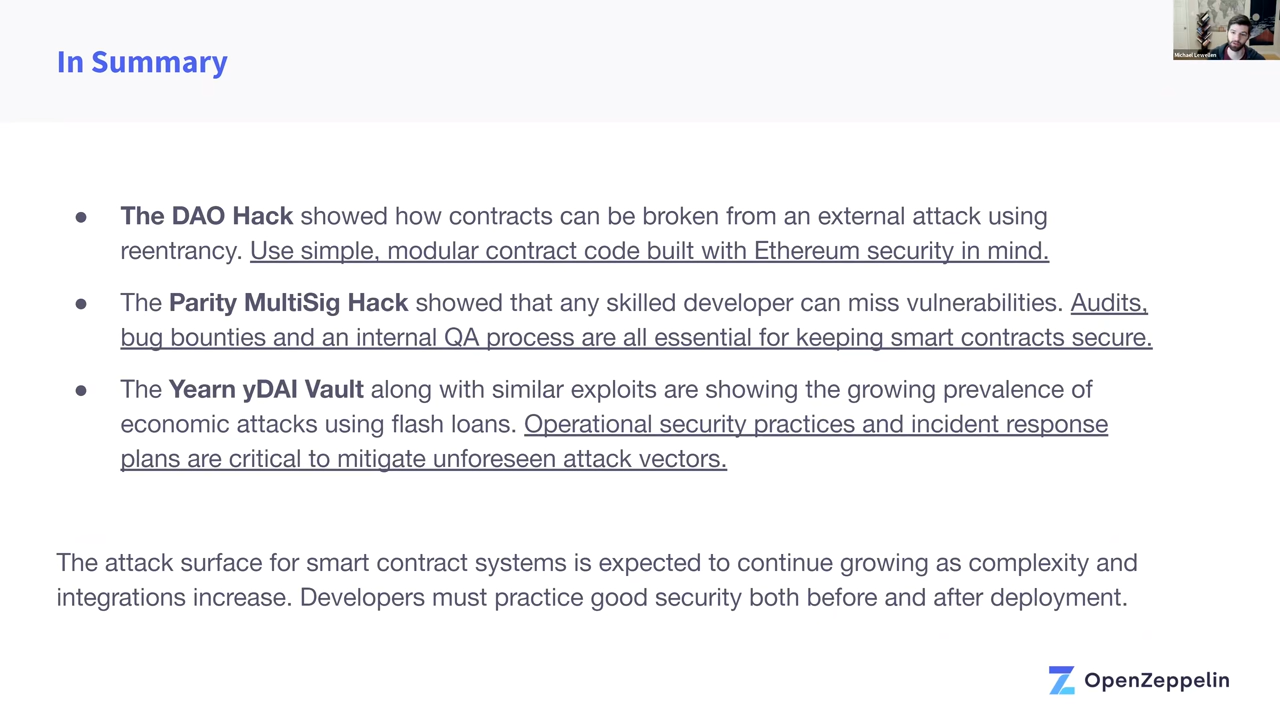 In Summary
Michael Lewellen
● The DAO Hack showed how contracts can be broken from an external attack using
reentrancy. Use simple, modular contract code built with Ethereum security in mind.
● The Parity MultiSig Hack showed that any skilled developer can miss vulnerabilities. Audits,
bug bounties and an internal QA process are all essential for keeping smart contracts secure.
● The Yearn yDAI Vault along with similar exploits are showing the growing prevalence of
economic attacks using flash loans. Operational security practices and incident response
plans are critical to mitigate unforeseen attack vectors.
The attack surface for smart contract systems is expected to continue growing as complexity and
integrations increase. Developers must practice good security both before and after deployment.
OpenZeppelin